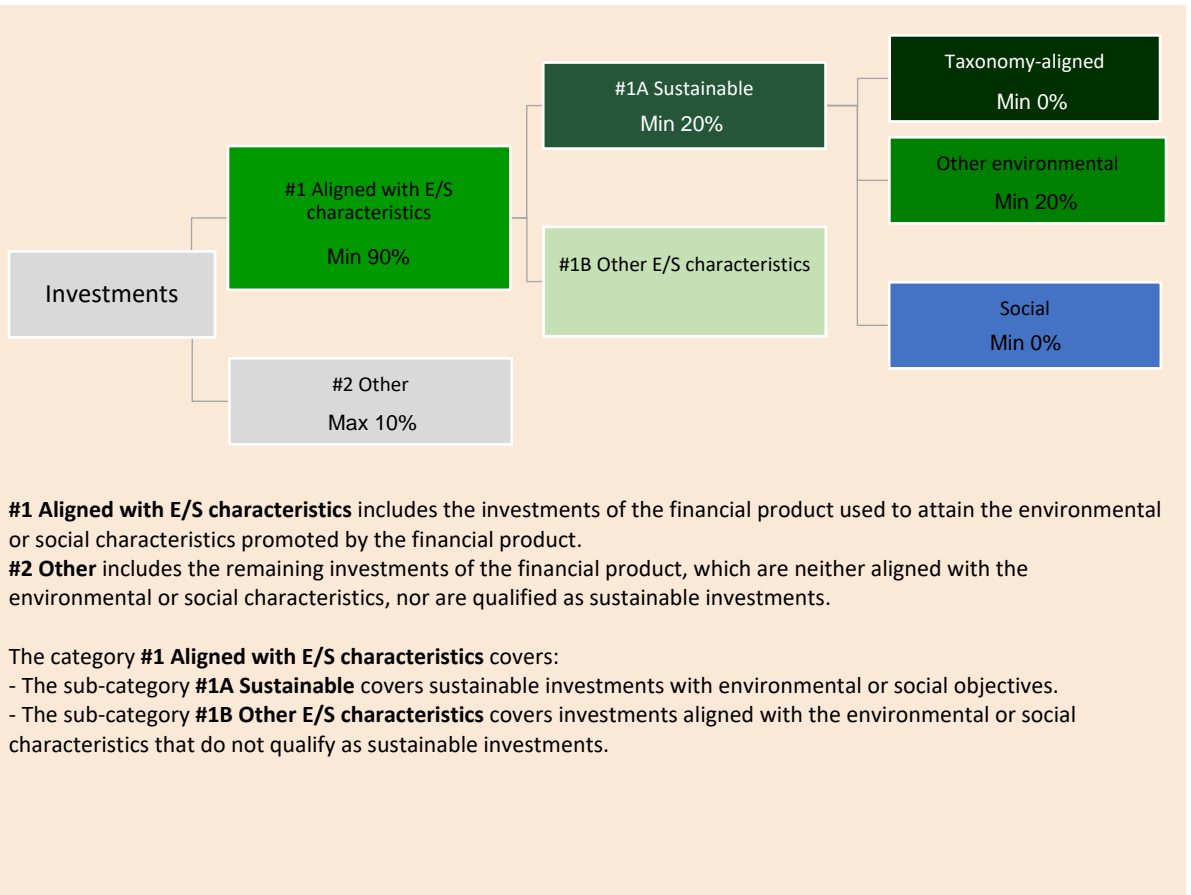 Investments
#1 Aligned with E/S
characteristics
Min 90%
#2 Other
Max 10%
#1A Sustainable
Min 20%
#1B Other E/S characteristics
Taxonomy-aligned
Min 0%
Other environmental
Min 20%
Social
Min 0%
#1 Aligned with E/S characteristics includes the investments of the financial product used to attain the environmental
or social characteristics promoted by the financial product.
#2 Other includes the remaining investments of the financial product, which are neither aligned with the
environmental or social characteristics, nor are qualified as sustainable investments.
The category #1 Aligned with E/S characteristics covers:
- The sub-category #1A Sustainable covers sustainable investments with environmental or social objectives.
- The sub-category #1B Other E/S characteristics covers investments aligned with the environmental or social
characteristics that do not qualify as sustainable investments.